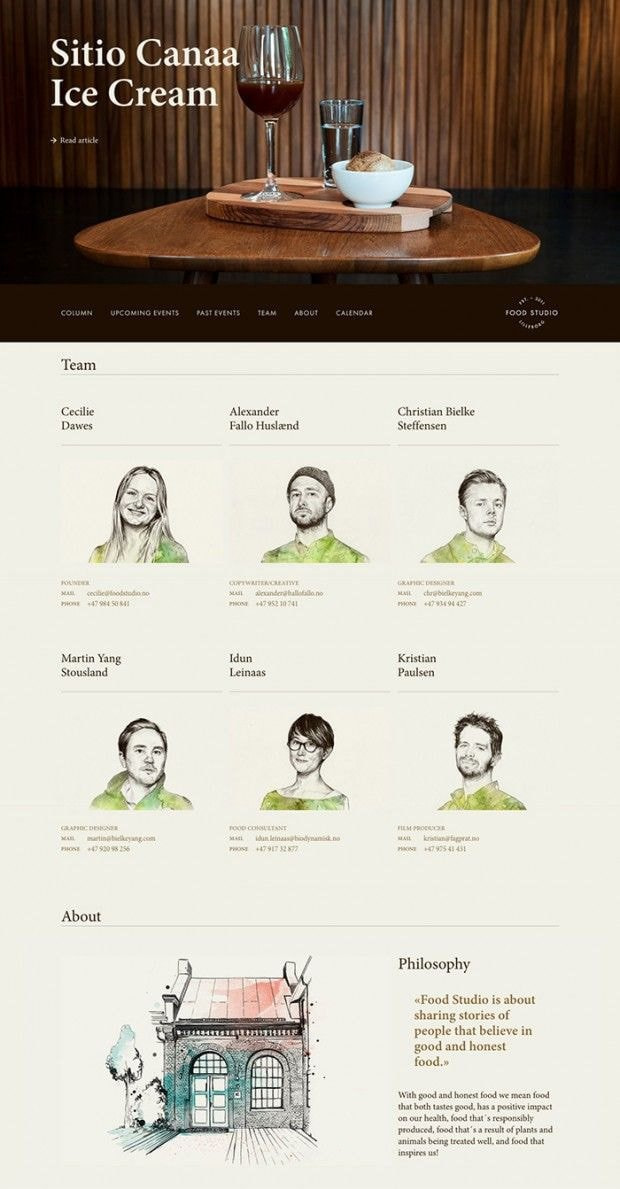 Sitio Canaa
Ice Cream
→ Read article
COLUMN UPCOMING EVENTS PAST EVENTS TEAM ABOUT CALENDAR
EST. – 2011
FOOD STUDIO
Team
Cecilie
Dawes
Alexander
Fallo Huslænd
Christian Bielke
Steffensen
FOUNDER
MAIL cecilie@foodstudio.no
PHONE +47 984 50 841
COPYWRITER/CREATIVE
MAIL alexander@hallofallo.no
PHONE +47 952 10 741
GRAPHIC DESIGNER
MAIL chr@bielkeyang.com
PHONE +47 934 94 427
Martin Yang
Stousland
Idun
Leinaas
Kristian
Paulsen
GRAPHIC DESIGNER
MAIL martin@bielkeyang.com
PHONE +47 920 98 256
FOOD CONSULTANT
MAIL idun.leinaas@biodynamisk.no
PHONE +47 917 32 877
FILM PRODUCER
MAIL kristian@fagprat.no
PHONE +47 975 41 451
About
Philosophy
«Food Studio is about
sharing stories of
people that believe in
good and honest
food.»
With good and honest food we mean food
that both tastes good, has a positive impact
on our health, food that´s responsibly
produced, food that´s a result of plants and
animals being treated well, and food that
inspires us!